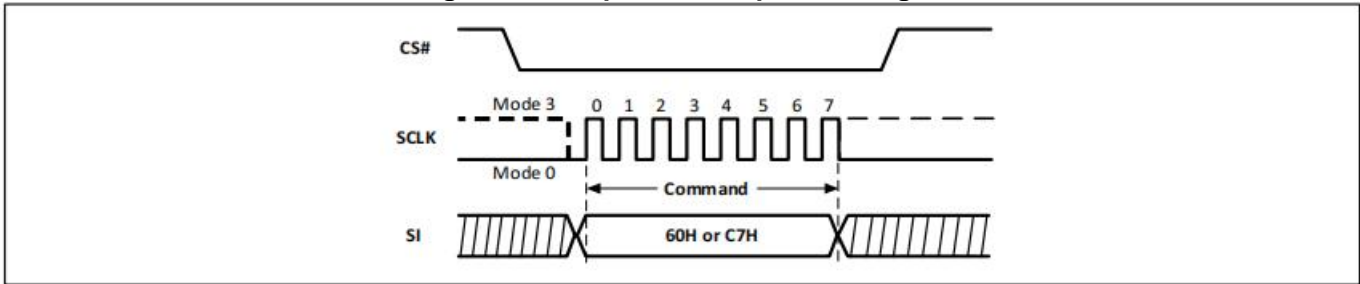 CS#
Mode 3 0 1 2 3 4 5 6 7
SCLK
Mode 0
Command
SI 60H or C7H